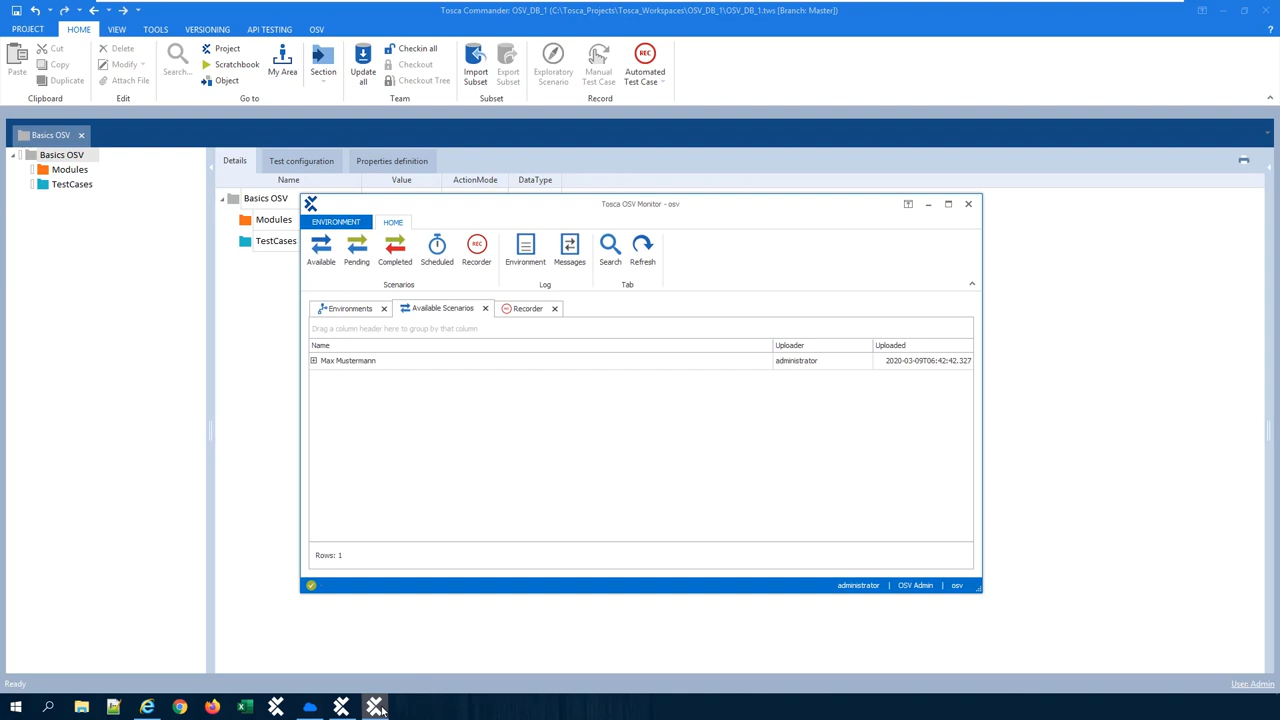 Tosca Commander: OSV_DB_1 (C:\Tosca_Projects\Tosca_Workspaces\OSV_DB_1\OSV_DB_1.tws [Branch: Master])
PROJECT HOME VIEW TOOLS VERSIONING API TESTING OSV ?
Paste
Cut
Copy
Duplicate
Clipboard
Delete
Modify
Attach File
Edit
Search...
Project
Scratchbook
Object
My Area
Section
Go to
Update all
Checkin all
Checkout
Checkout Tree
Team
Import Subset
Export Subset
Subset
Exploratory Scenario
Manual Test Case
REC
Automated Test Case
Record
Basics OSV
Basics OSV
Modules
TestCases
Details Test configuration Properties definition
Name Value ActionMode DataType
Basics OSV
Modules
TestCases
Tosca OSV Monitor - osv
ENVIRONMENT HOME
REC
Available Pending Completed Scheduled Recorder Environment Messages Search Refresh
Scenarios Log Tab
Environments Available Scenarios Recorder
Drag a column header here to group by that column
Name Uploader Uploaded
Max Mustermann administrator 2020-03-09T06:42:42.327
Rows: 1
administrator | OSV Admin | osv
Ready User: Admin